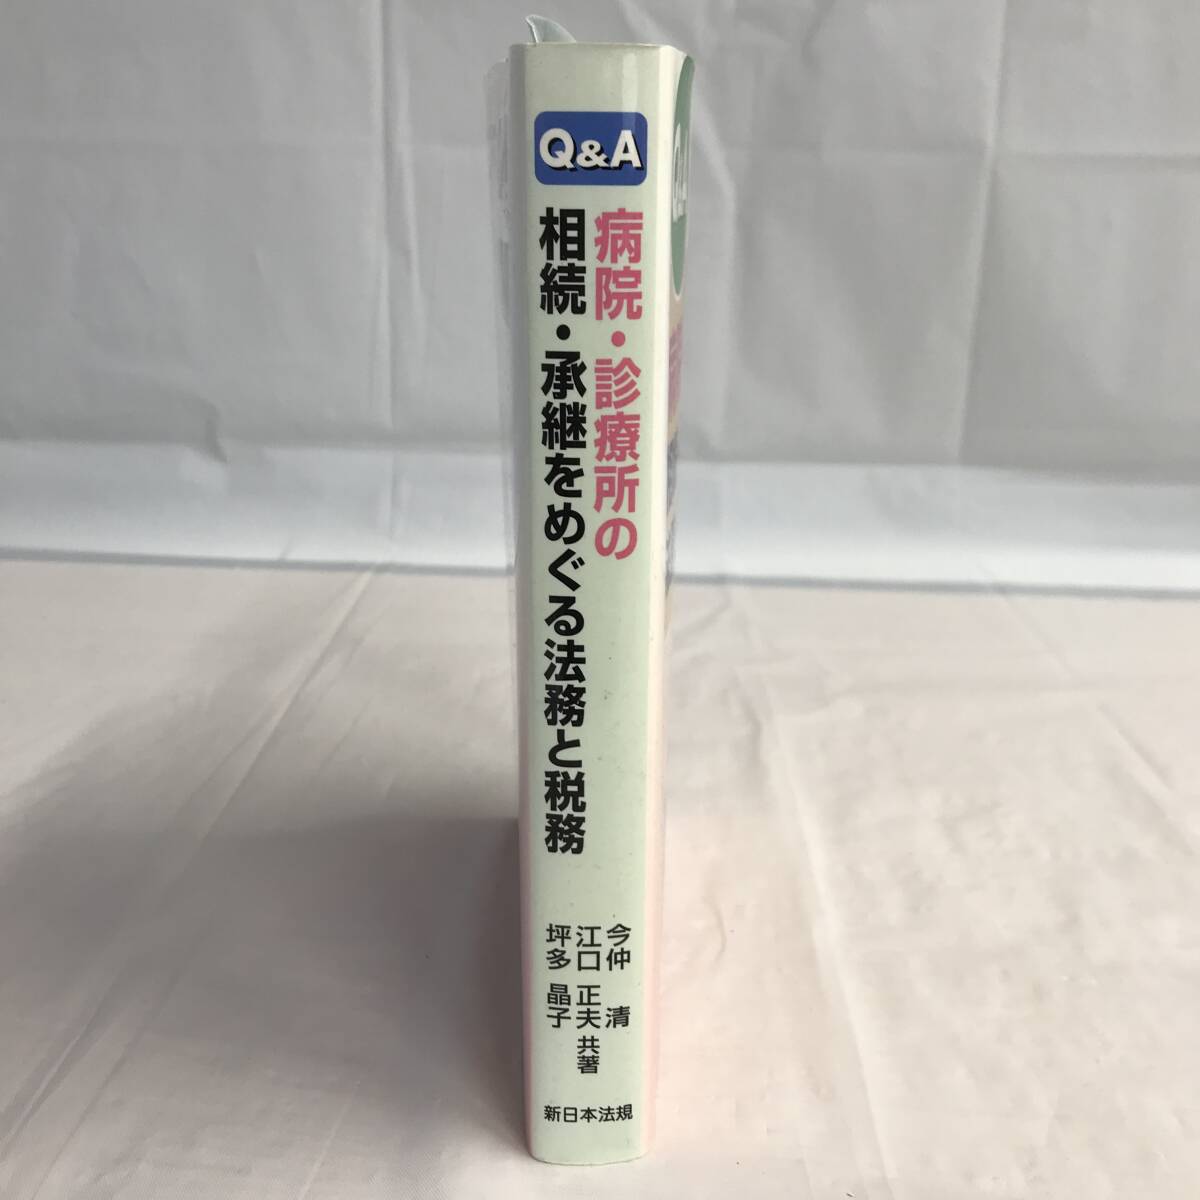 Q&A
病院・診療所の
相続・承継をめぐる法務と税務
今仲 清
江口 正夫 共著
坪多 晶子
新日本法規
Q&A